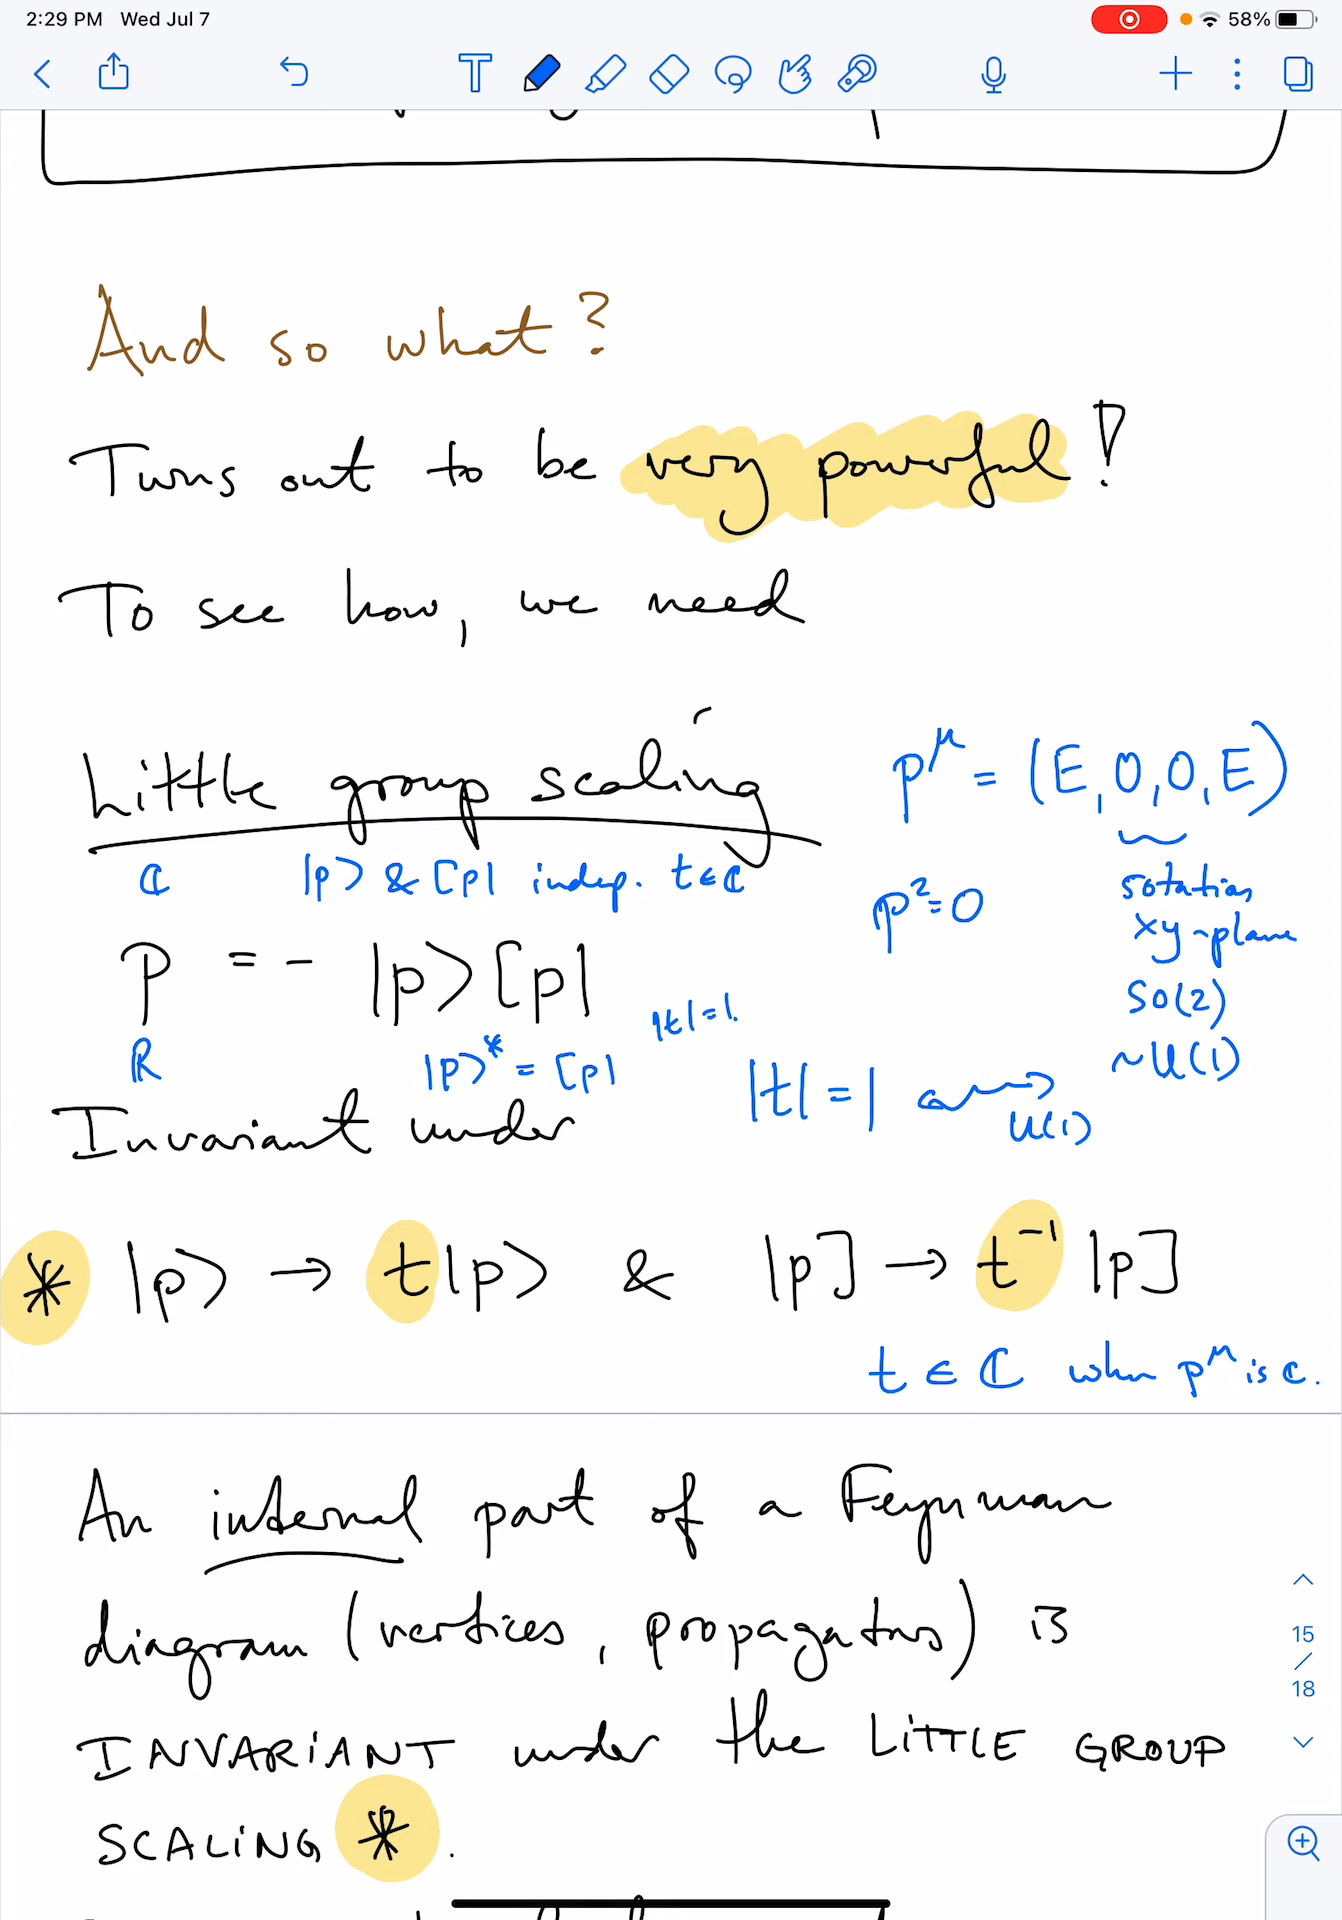 2:29 PM Wed Jul 7
58%
And so what?
Turns out to be very powerful!
To see how, we need
Little group scaling
p^μ = (E,0,0,E)
ℂ |p> & [p| indep. t∈ℂ
p²=0
rotation
xy-plane
SO(2)
~U(1)
P = - |p>[p|
|t|=1.
ℝ |p>* = [p|
|t|=1 ↔ U(1)
Invariant under
* |p> → t|p> & |p] → t⁻¹ |p]
t ∈ ℂ when p^μ is ℂ.
An internal part of a Feynman
diagram (vertices, propagators) is
INVARIANT under the LITTLE GROUP
SCALING * .
15
/
18